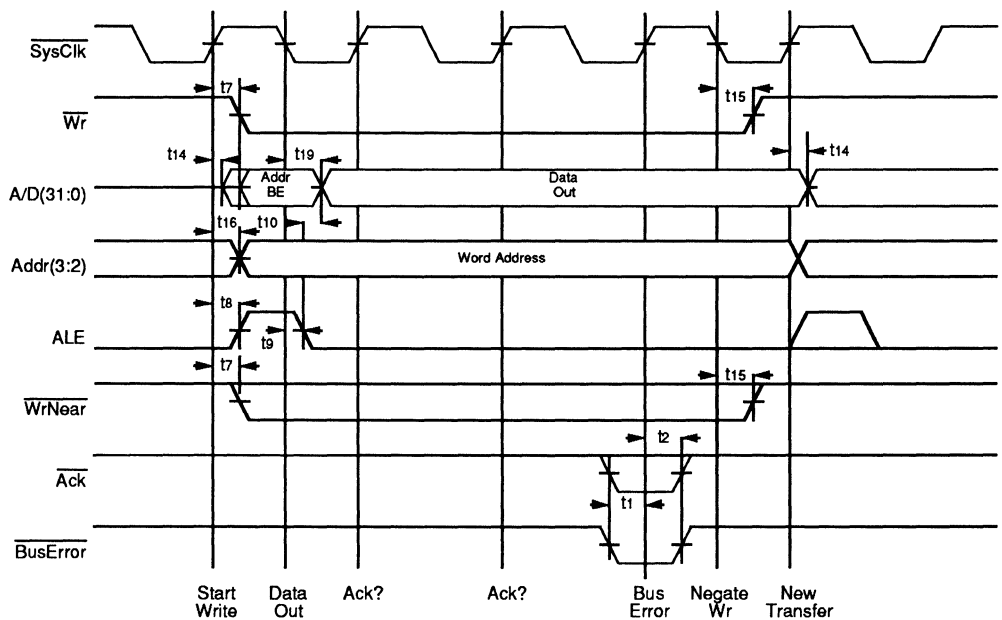 SysClk
t7
t15
Wr
t14
t19
t14
Addr
BE
Data
Out
A/D(31:0)
t16
t10
Addr(3:2)
Word Address
t8
ALE
t9
t7
t15
WrNear
t2
Ack
t1
BusError
Start
Write
Data
Out
Ack?
Ack?
Bus
Error
Negate
Wr
New
Transfer